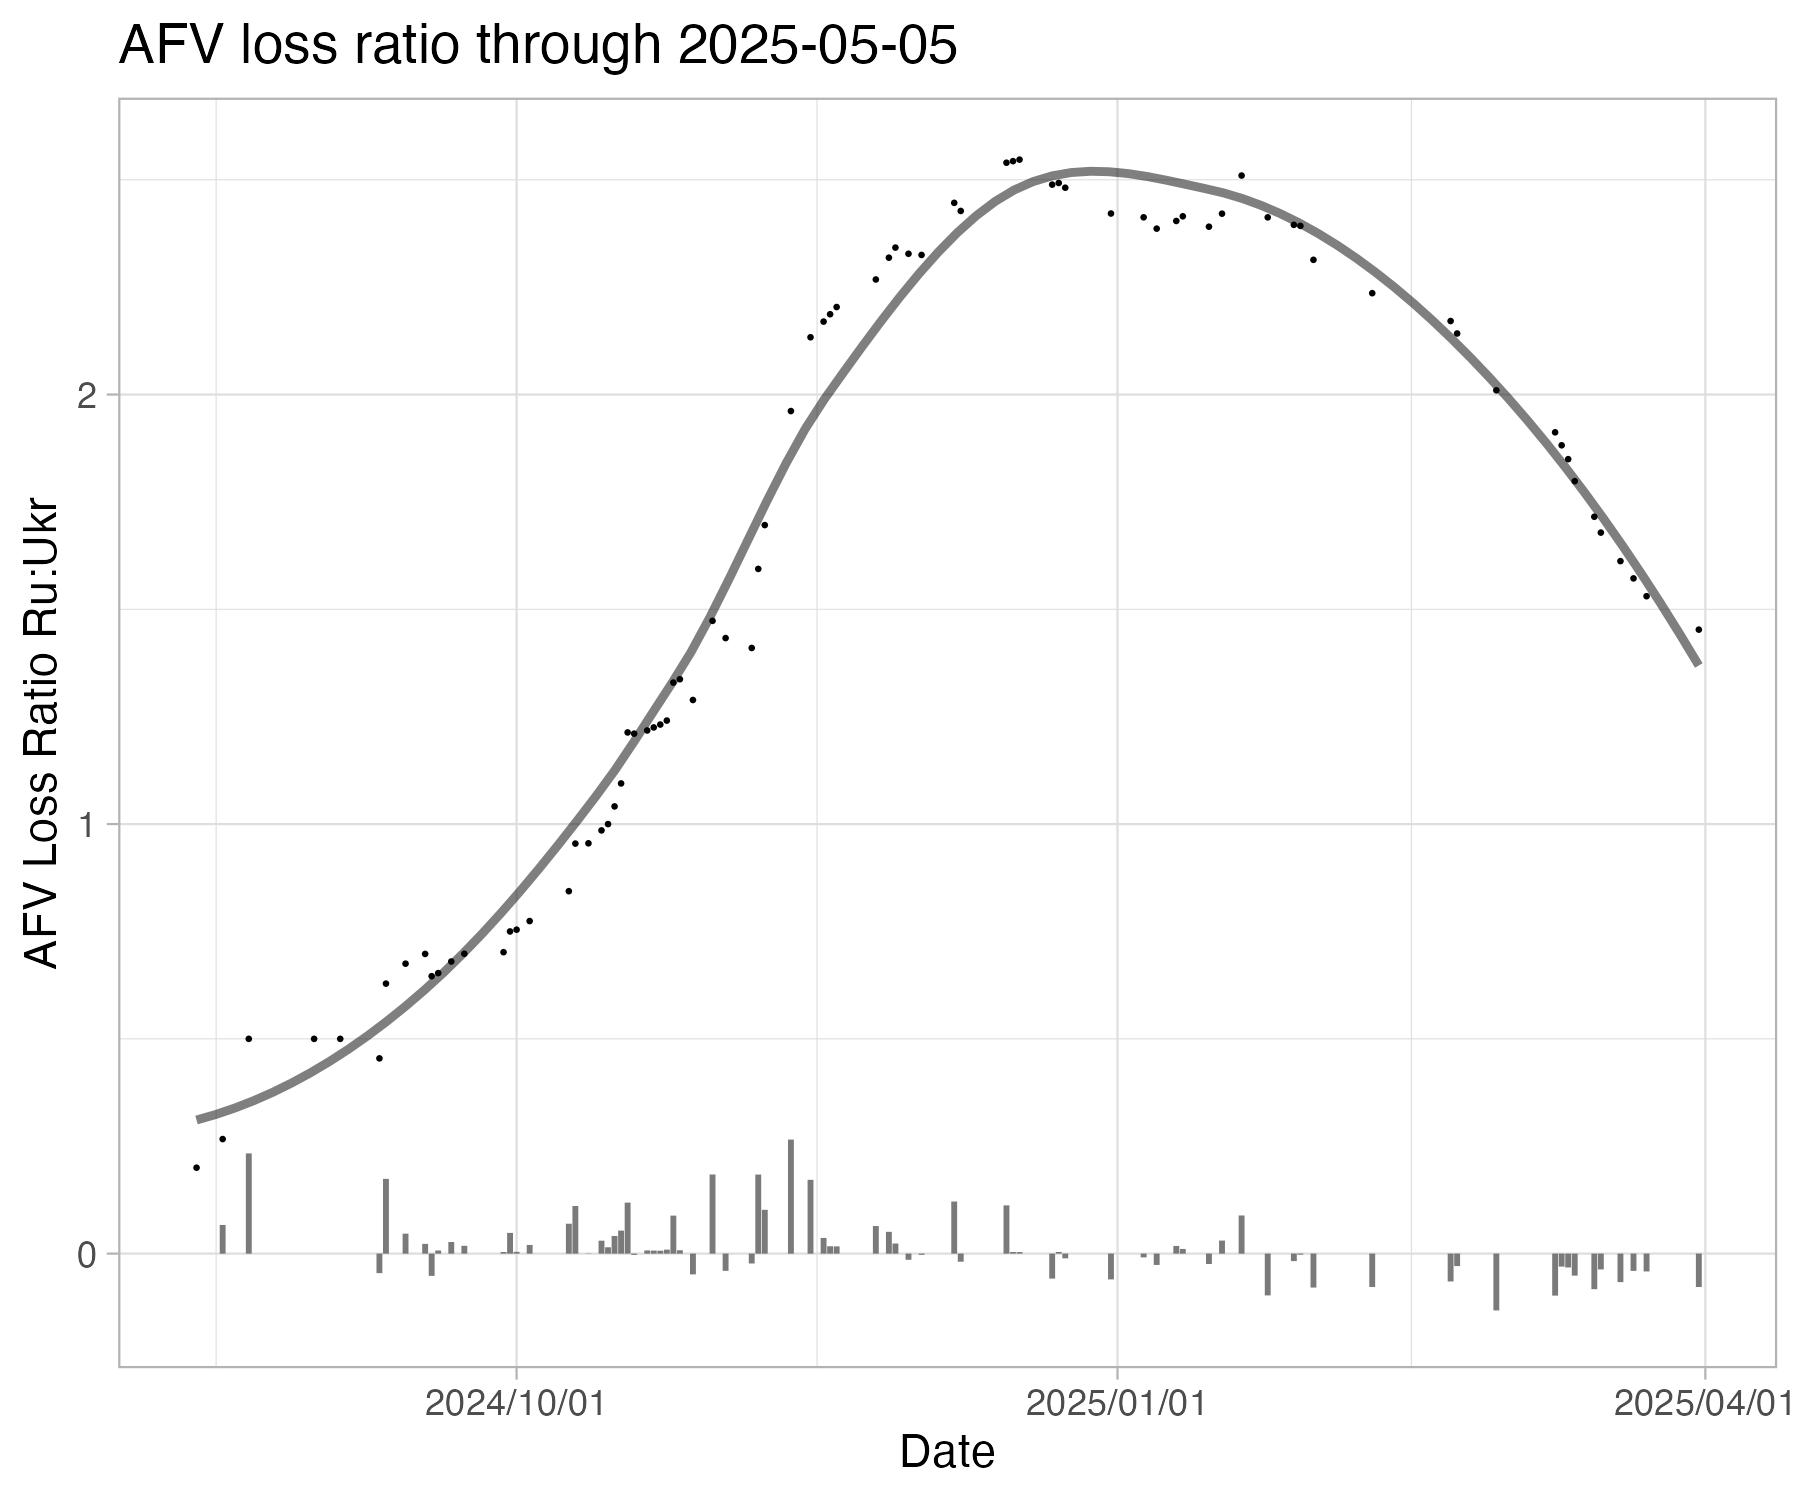 AFV loss ratio through 2025-05-05
AFV Loss Ratio Ru:Ukr
2
1
0
2024/10/01
2025/01/01
2025/04/01
Date